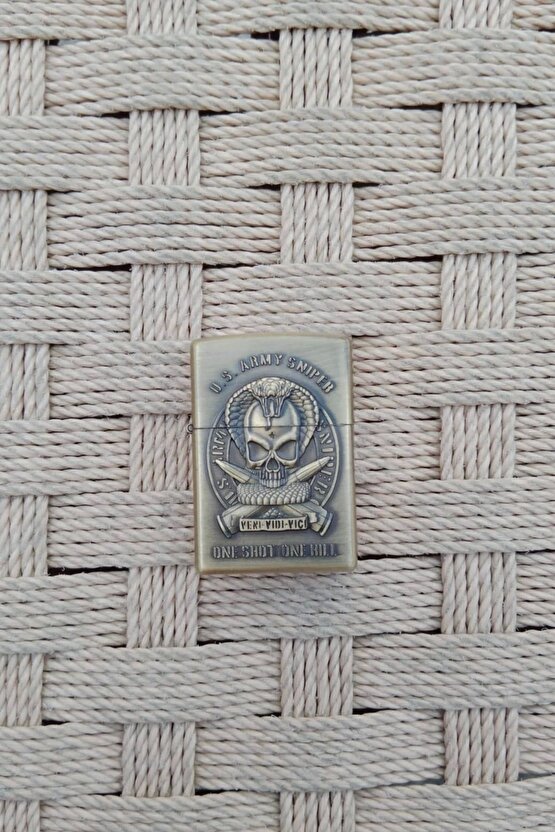 U.S. ARMY SNIPER
VENI-VIDI-VICI
ONE SHOT ONE KILL